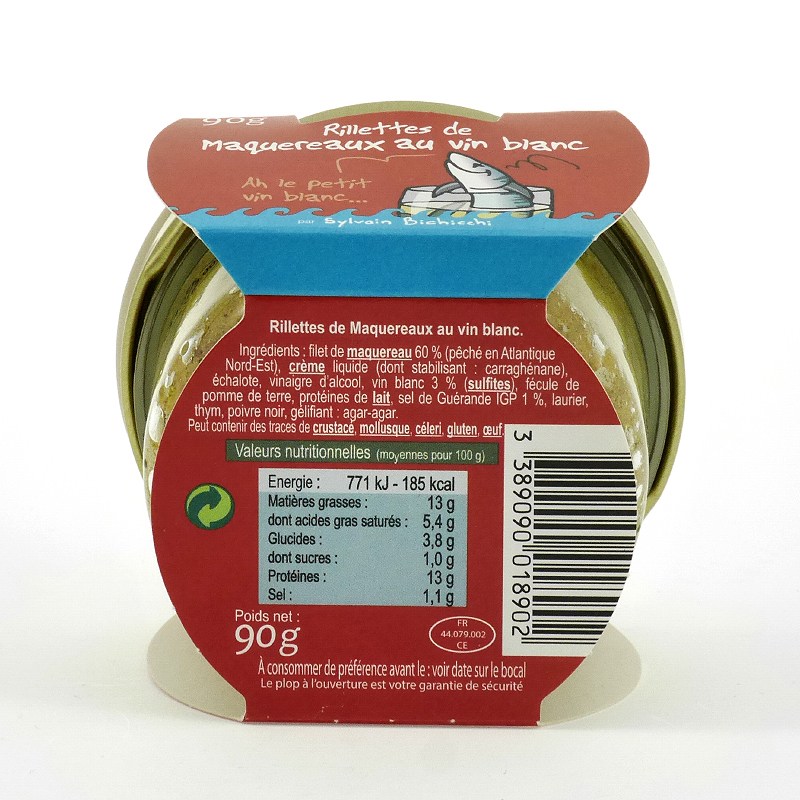 90g
Rillettes de
Maquereaux au vin blanc
Ah le petit
vin blanc...
par Sylvain Bichicchi
Rillettes de Maquereaux au vin blanc.
Ingrédients : filet de maquereau 60 % (pêché en Atlantique
Nord-Est), crème liquide (dont stabilisant : carraghénane),
échalote, vinaigre d'alcool, vin blanc 3 % (sulfites), fécule de
pomme de terre, protéines de lait, sel de Guérande IGP 1 %, laurier,
thym, poivre noir, gélifiant : agar-agar.
Peut contenir des traces de crustacé, mollusque, céleri, gluten, œuf.
Valeurs nutritionnelles (moyennes pour 100 g)
Energie : 771 kJ - 185 kcal
Matières grasses : 13 g
dont acides gras saturés : 5,4 g
Glucides : 3,8 g
dont sucres : 1,0 g
Protéines : 13 g
Sel : 1,1 g
3 389090 018902
Poids net :
90g
FR
44.079.002
CE
À consommer de préférence avant le : voir date sur le bocal
Le plop à l'ouverture est votre garantie de sécurité